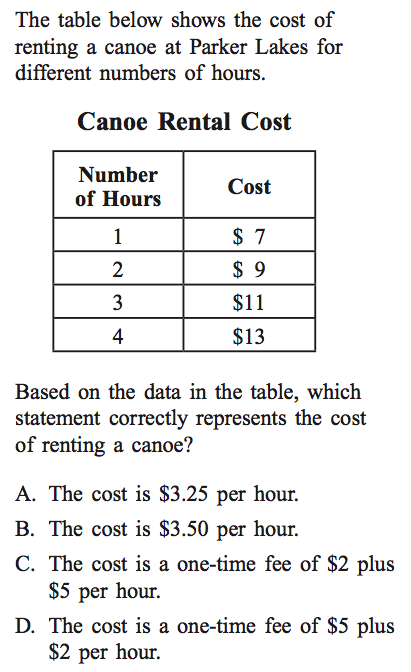 The table below shows the cost of
renting a canoe at Parker Lakes for
different numbers of hours.
Canoe Rental Cost
Number
of Hours
Cost
1 $ 7
2 $ 9
3 $11
4 $13
Based on the data in the table, which
statement correctly represents the cost
of renting a canoe?
A. The cost is $3.25 per hour.
B. The cost is $3.50 per hour.
C. The cost is a one-time fee of $2 plus
$5 per hour.
D. The cost is a one-time fee of $5 plus
$2 per hour.